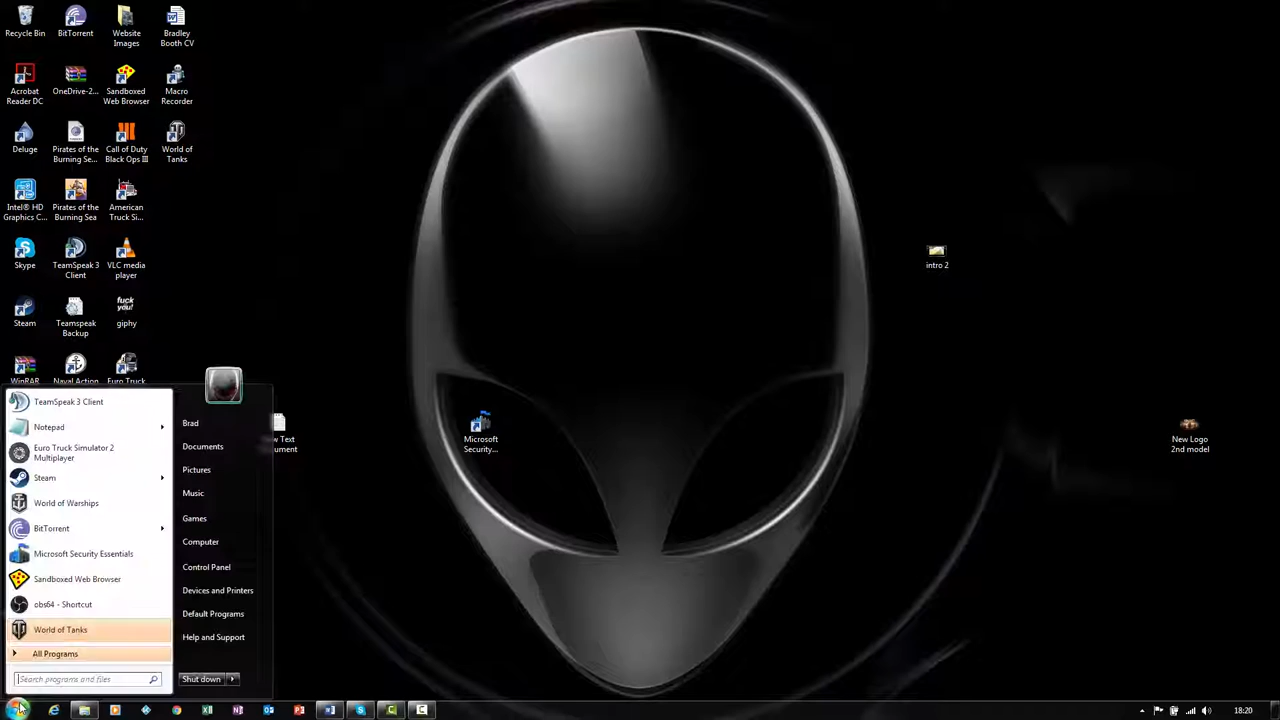 Recycle Bin
BitTorrent
Website
Images
Bradley
Booth CV
Acrobat
Reader DC
OneDrive-2...
Sandboxed
Web Browser
Macro
Recorder
Deluge
Pirates of the
Burning Se...
Call of Duty
Black Ops III
World of
Tanks
Intel® HD
Graphics C...
Pirates of the
Burning Sea
American
Truck Si...
Skype
TeamSpeak 3
Client
VLC media
player
Steam
Teamspeak
Backup
fuck
you!
giphy
WinRAR
Naval Action
Euro Truck
intro 2
w Text
ument
Microsoft
Security...
New Logo
2nd model
TeamSpeak 3 Client
Notepad
Euro Truck Simulator 2
Multiplayer
Steam
World of Warships
BitTorrent
Microsoft Security Essentials
Sandboxed Web Browser
obs64 - Shortcut
World of Tanks
All Programs
Search programs and files
Brad
Documents
Pictures
Music
Games
Computer
Control Panel
Devices and Printers
Default Programs
Help and Support
Shut down
18:20